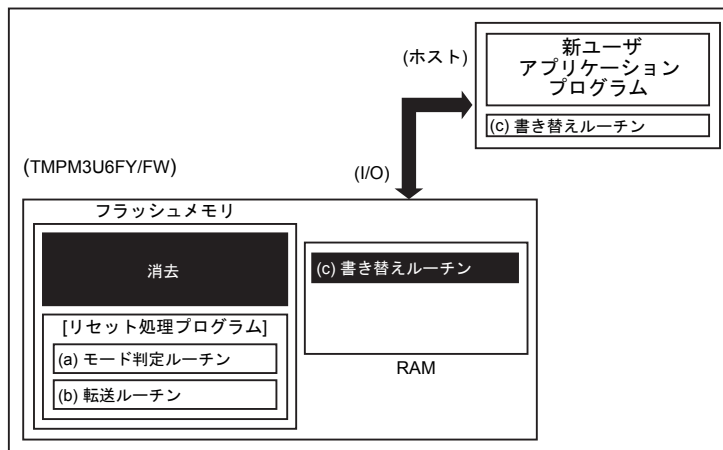 (ホスト)
新ユーザ
アプリケーション
プログラム
(c) 書き替えルーチン
(TMPM3U6FY/FW)
(I/O)
フラッシュメモリ
消去
(c) 書き替えルーチン
[リセット処理プログラム]
(a) モード判定ルーチン
(b) 転送ルーチン
RAM